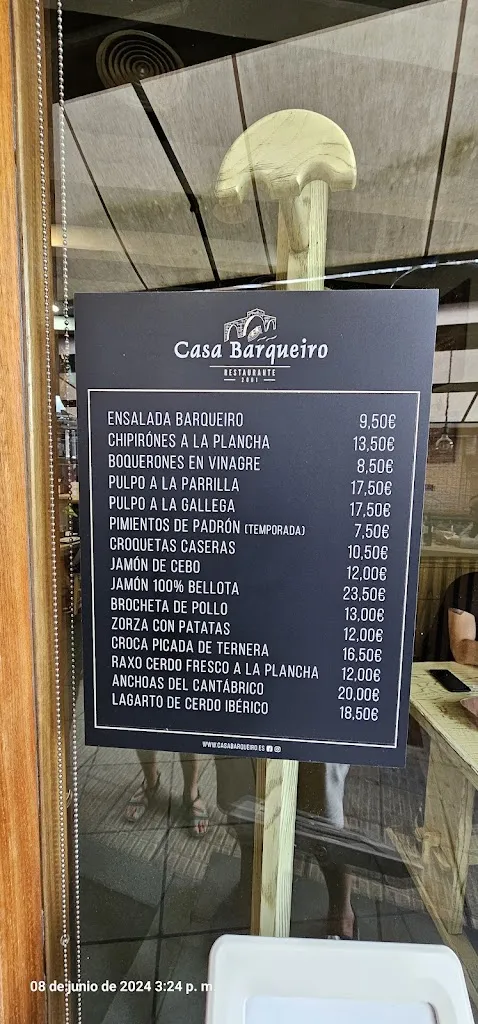 Casa Barqueiro
RESTAURANTE
2001
ENSALADA BARQUEIRO 9,50€
CHIPIRÓNES A LA PLANCHA 13,50€
BOQUERONES EN VINAGRE 8,50€
PULPO A LA PARRILLA 17,50€
PULPO A LA GALLEGA 17,50€
PIMIENTOS DE PADRÓN (TEMPORADA) 7,50€
CROQUETAS CASERAS 10,50€
JAMÓN DE CEBO 12,00€
JAMÓN 100% BELLOTA 23,50€
BROCHETA DE POLLO 13,00€
ZORZA CON PATATAS 12,00€
CROCA PICADA DE TERNERA 16,50€
RAXO CERDO FRESCO A LA PLANCHA 12,00€
ANCHOAS DEL CANTÁBRICO 20,00€
LAGARTO DE CERDO IBÉRICO 18,50€
WWW.CASABARQUEIRO.ES
08 de junio de 2024 3:24 p. m